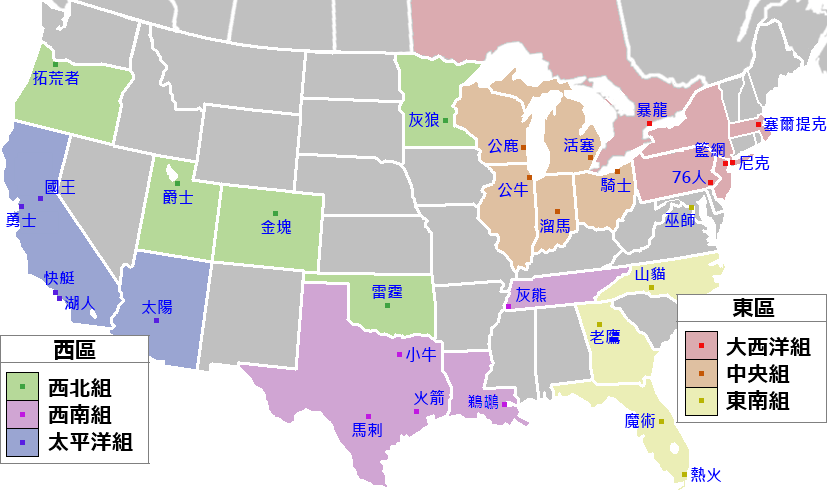 拓荒者
灰狼
暴龍
塞爾提克
公鹿
活塞
籃網
尼克
76人
騎士
公牛
爵士
國王
勇士
金塊
溜馬
巫師
快艇
湖人
太陽
雷霆
灰熊
山貓
老鷹
小牛
火箭
鵜鶘
馬刺
魔術
熱火
西區
西北組
西南組
太平洋組
東區
大西洋組
中央組
東南組